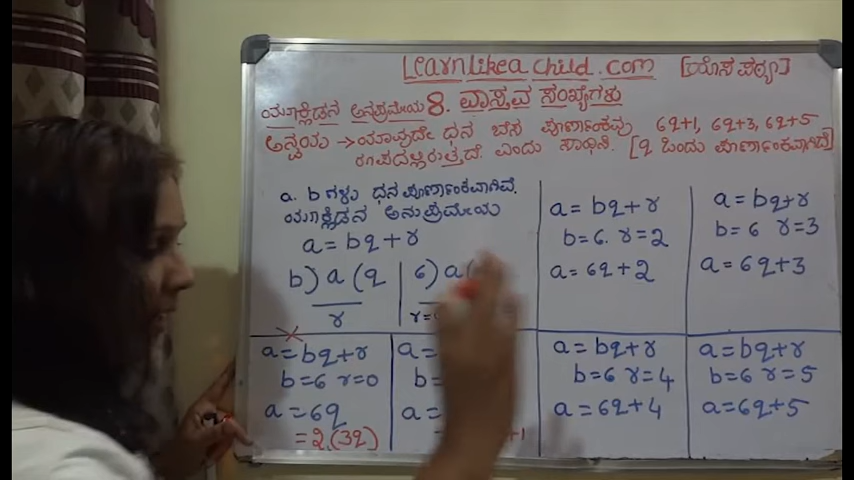 LearnLikeaChild.com [ಹೊಸ ಪಠ್ಯ]
ಯೂಕ್ಲಿಡನ ಅನುಪ್ರಮೇಯ 8. ವಾಸ್ತವ ಸಂಖ್ಯೆಗಳು
ಅನ್ವಯ → ಯಾವುದೇ ಧನ ಬೆಸ ಪೂರ್ಣಾಂಕವು 6q+1, 6q+3, 6q+5
ರೂಪದಲ್ಲಿರುತ್ತದೆ. ಎಂದು ಸಾಧಿಸಿ. [q ಒಂದು ಪೂರ್ಣಾಂಕವಾಗಿದೆ]
a. b ಗಳು ಧನ ಪೂರ್ಣಾಂಕವಾಗಿವೆ.
ಯೂಕ್ಲಿಡನ ಅನುಪ್ರಮೇಯ
a = bq + r
b) a (q
r
6) a (
r=
a = bq + r
b = 6. r = 2
a = 6q + 2
a = bq + r
b = 6 r = 3
a = 6q + 3
a = bq + r
b = 6 r = 0
a = 6q
= 2 (3q)
a =
b =
a =
=
+1
a = bq + r
b = 6 r = 4
a = 6q + 4
a = bq + r
b = 6 r = 5
a = 6q + 5